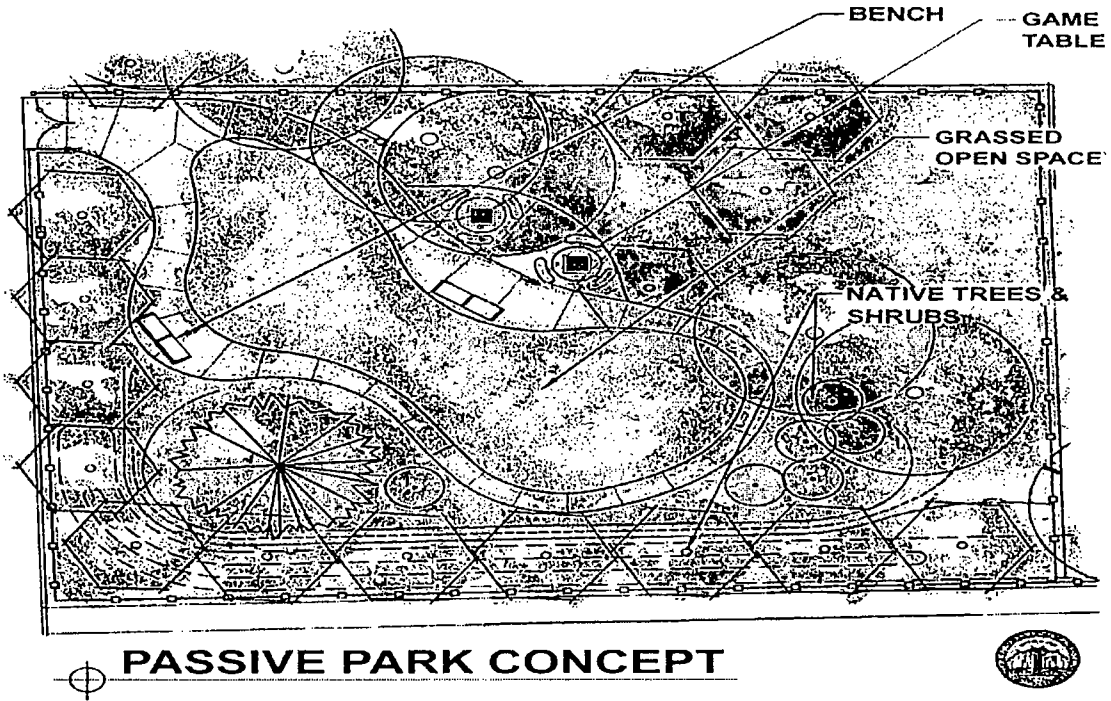 BENCH
GAME
TABLE
GRASSED
OPEN SPACE
NATIVE TREES &
SHRUBS
PASSIVE PARK CONCEPT